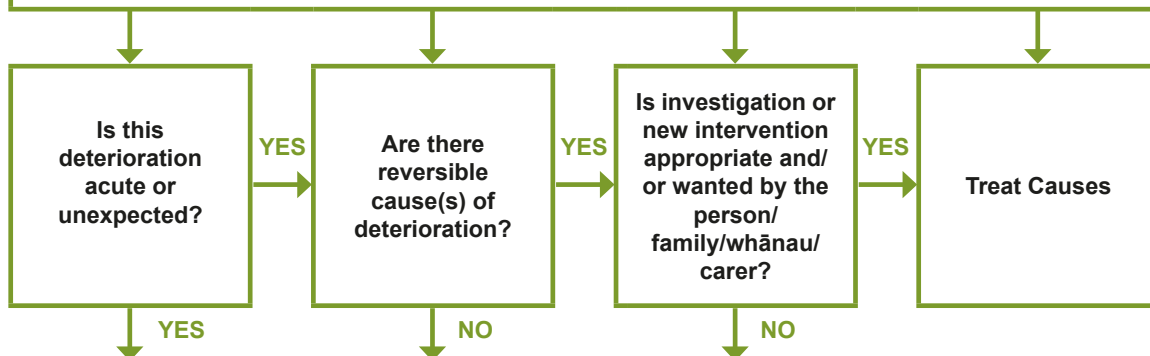 Is this
deterioration
acute or
unexpected?
YES
Are there
reversible
cause(s) of
deterioration?
YES
Is investigation or
new intervention
appropriate and/
or wanted by the
person/
family/whānau/
carer?
YES
Treat Causes
YES
NO
NO